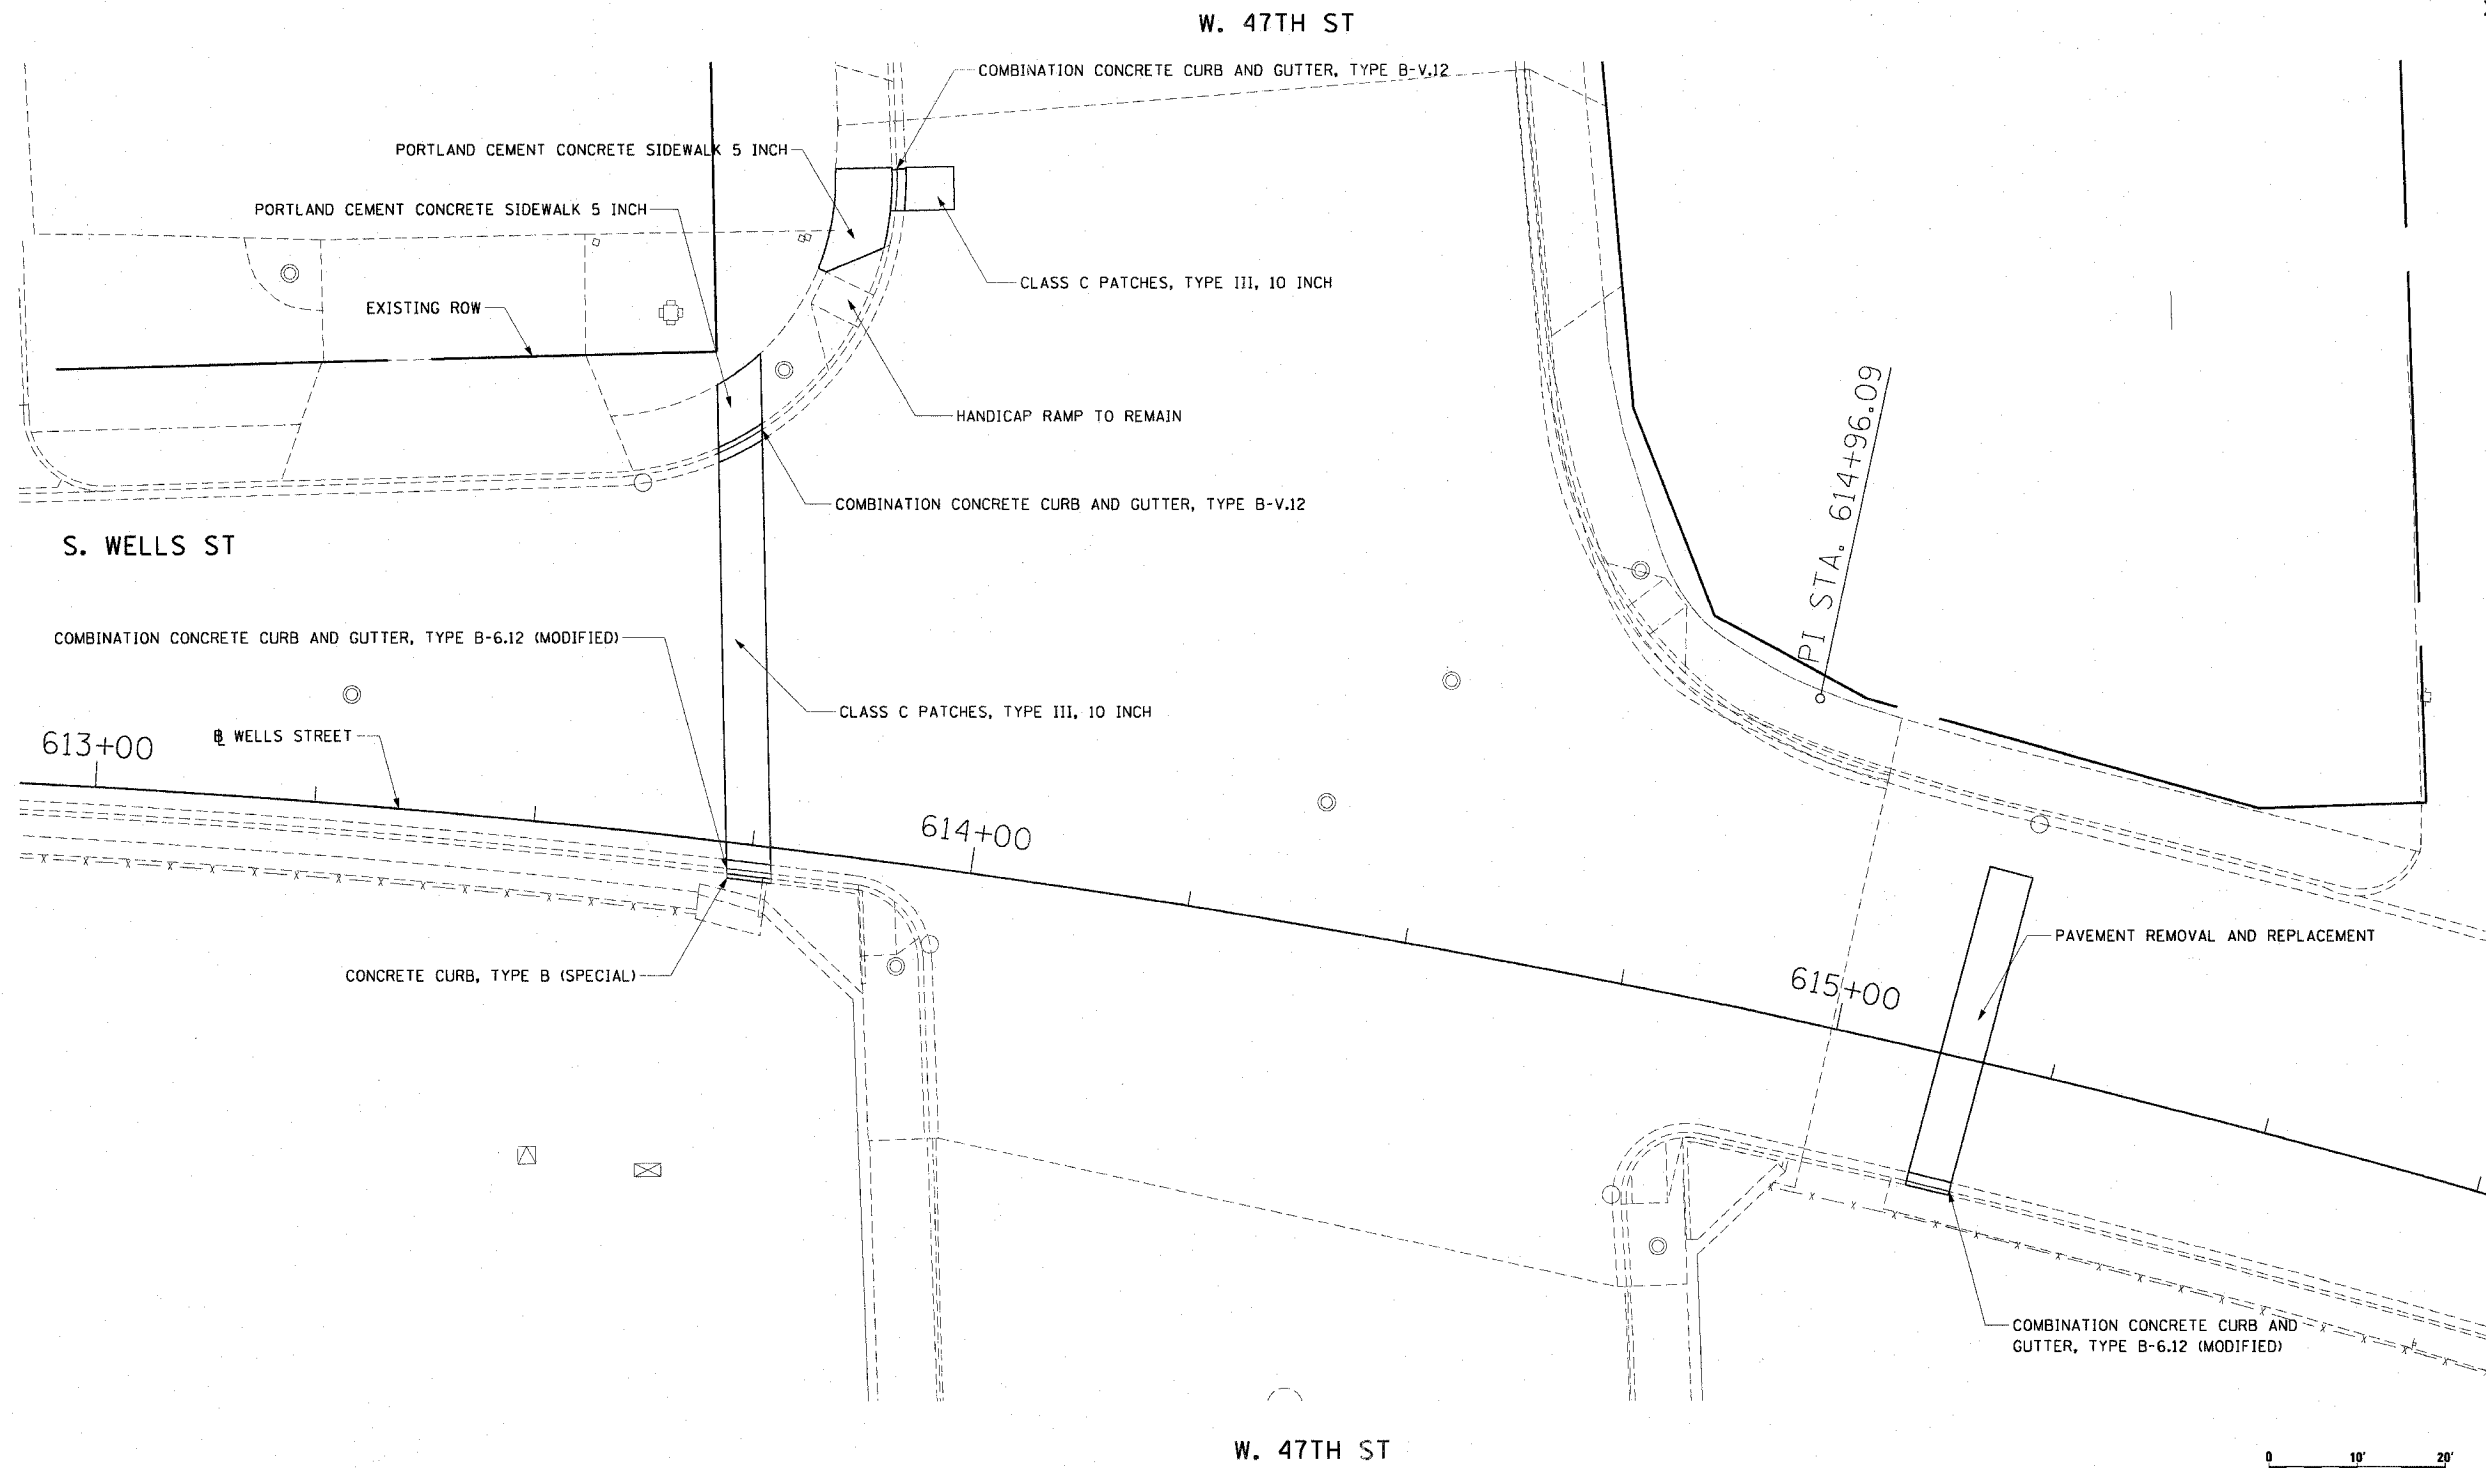 W. 47TH ST
COMBINATION CONCRETE CURB AND GUTTER, TYPE B-V.12
PORTLAND CEMENT CONCRETE SIDEWALK 5 INCH
PORTLAND CEMENT CONCRETE SIDEWALK 5 INCH
CLASS C PATCHES, TYPE III, 10 INCH
EXISTING ROW
HANDICAP RAMP TO REMAIN
PI STA. 614+96.09
COMBINATION CONCRETE CURB AND GUTTER, TYPE B-V.12
S. WELLS ST
COMBINATION CONCRETE CURB AND GUTTER, TYPE B-6.12 (MODIFIED)
CLASS C PATCHES, TYPE III, 10 INCH
613+00
BL WELLS STREET
614+00
PAVEMENT REMOVAL AND REPLACEMENT
CONCRETE CURB, TYPE B (SPECIAL)
615+00
COMBINATION CONCRETE CURB AND
GUTTER, TYPE B-6.12 (MODIFIED)
W. 47TH ST
0 10' 20'